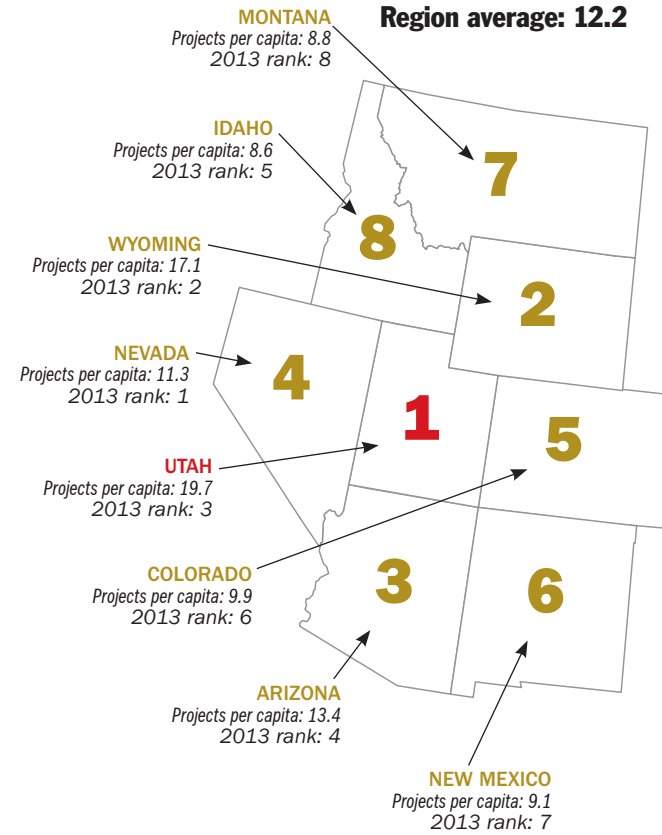 Region average: 12.2
MONTANA
Projects per capita: 8.8
2013 rank: 8
IDAHO
Projects per capita: 8.6
2013 rank: 5
WYOMING
Projects per capita: 17.1
2013 rank: 2
NEVADA
Projects per capita: 11.3
2013 rank: 1
UTAH
Projects per capita: 19.7
2013 rank: 3
COLORADO
Projects per capita: 9.9
2013 rank: 6
ARIZONA
Projects per capita: 13.4
2013 rank: 4
NEW MEXICO
Projects per capita: 9.1
2013 rank: 7
7
8
2
4
1
5
3
6